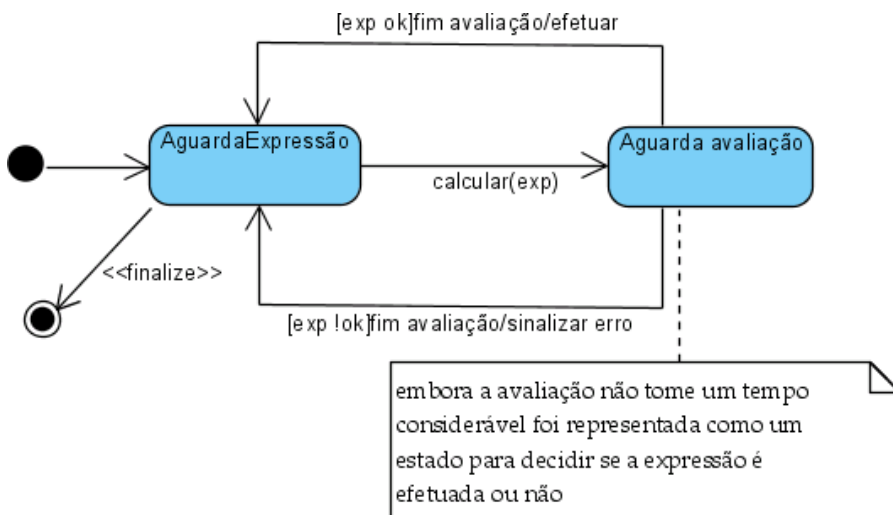 [exp ok]fim avaliação/efetuar
AguardaExpressão
Aguarda avaliação
calcular(exp)
<<finalize>>
[exp !ok]fim avaliação/sinalizar erro
embora a avaliação não tome um tempo
considerável foi representada como um
estado para decidir se a expressão é
efetuada ou não